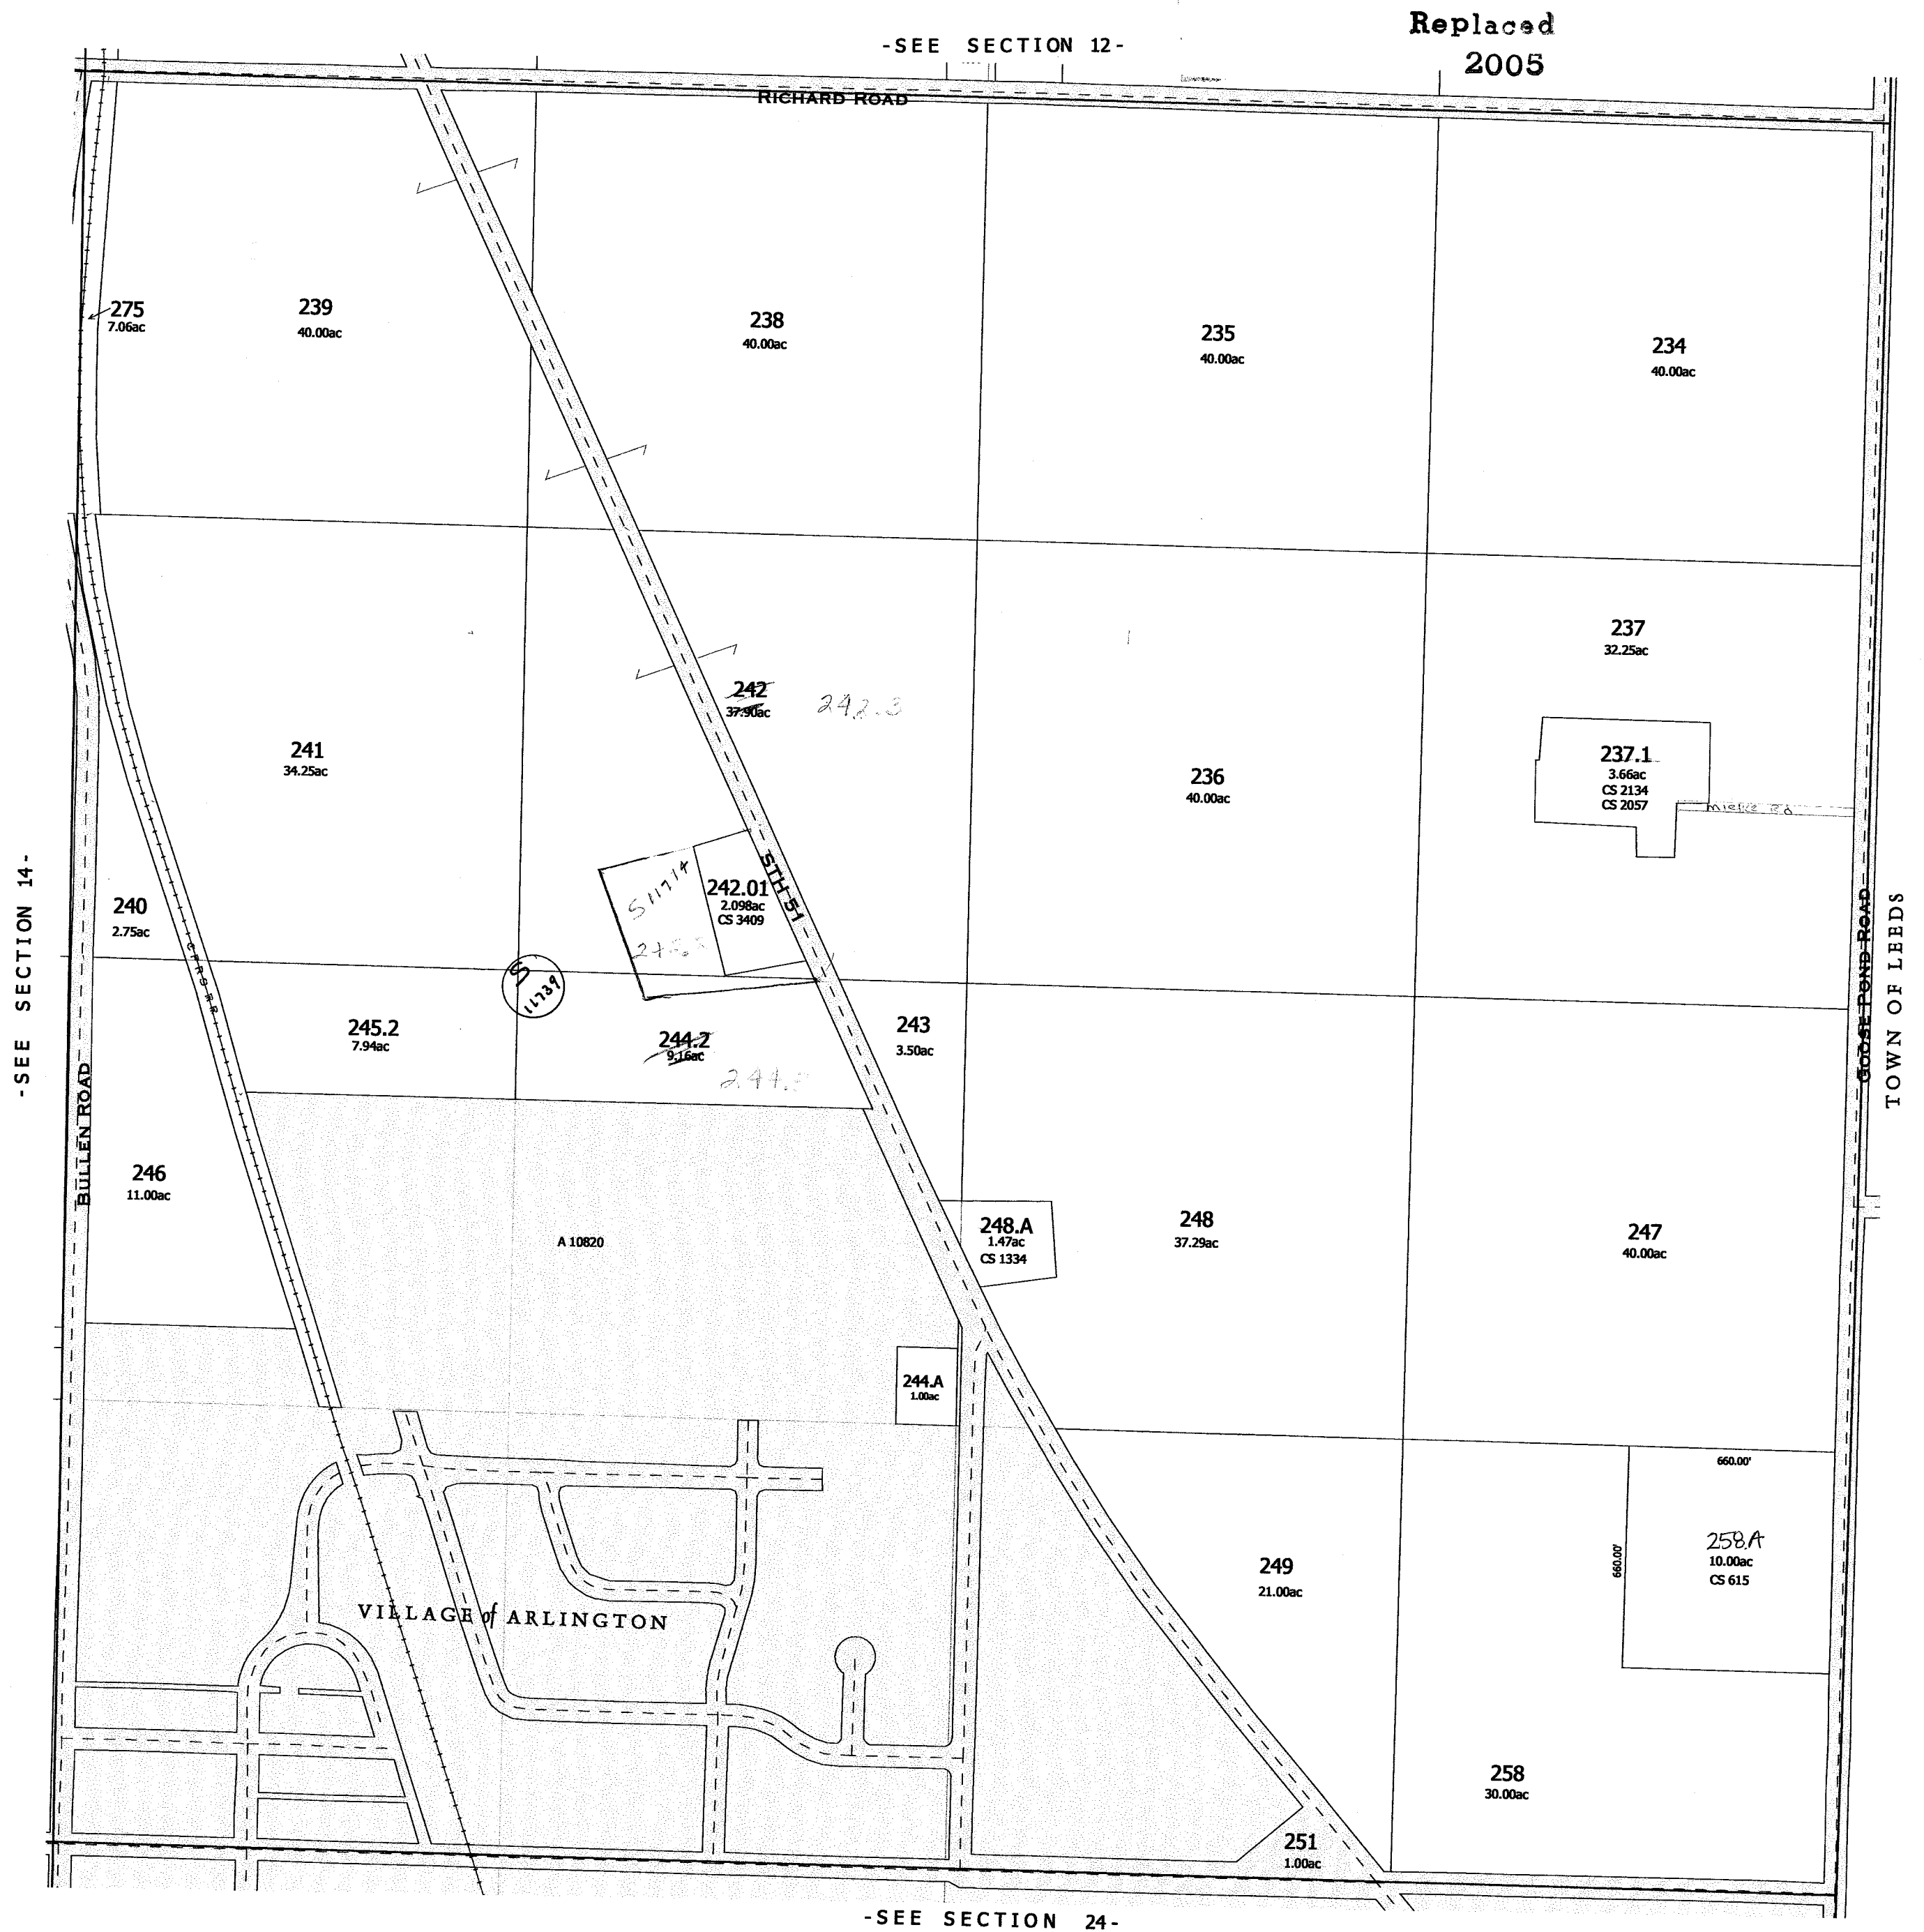 Replaced
2005
-SEE SECTION 12-
RICHARD ROAD
275
7.06ac
239
40.00ac
238
40.00ac
235
40.00ac
234
40.00ac
237
32.25ac
242
37.90ac
242.3
241
34.25ac
236
40.00ac
237.1
3.66ac
CS 2134
CS 2057
Mielke Rd
STH 51
S 11714
242.01
2.098ac
CS 3409
-SEE SECTION 14-
240
2.75ac
GOOSE POND ROAD
TOWN OF LEEDS
S
11739
245.2
7.94ac
244.2
9.16ac
243
3.50ac
BULLEN ROAD
246
11.00ac
A 10820
248.A
1.47ac
CS 1334
248
37.29ac
247
40.00ac
244.A
1.00ac
660.00'
660.00'
258.A
10.00ac
CS 615
249
21.00ac
VILLAGE of ARLINGTON
258
30.00ac
251
1.00ac
-SEE SECTION 24-